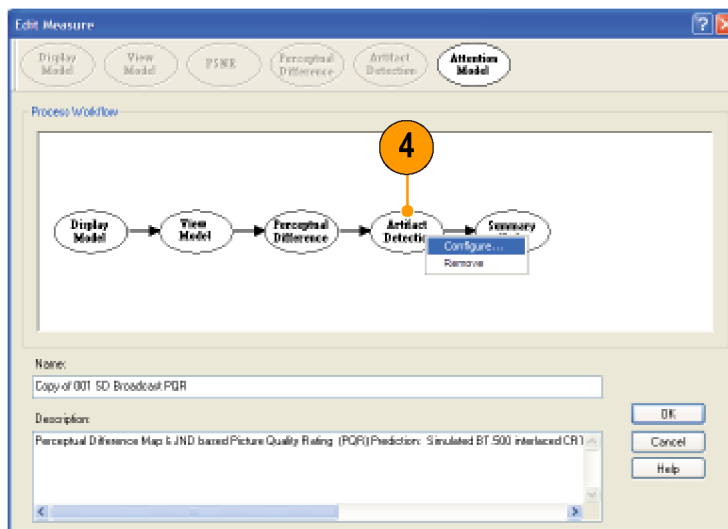 Edit Measure
Display Model
View Model
PSNR
Perceptual Difference
Artifact Detection
Attention Model
Process Workflow
4
Display Model
View Model
Perceptual Difference
Artifact Detection
Summary
Configure...
Remove
Name:
Copy of 001 SD Broadcast PQR
Description:
Perceptual Difference Map & JND based Picture Quality Rating (PQR) Prediction: Simulated BT.500 interlaced CRT
OK
Cancel
Help